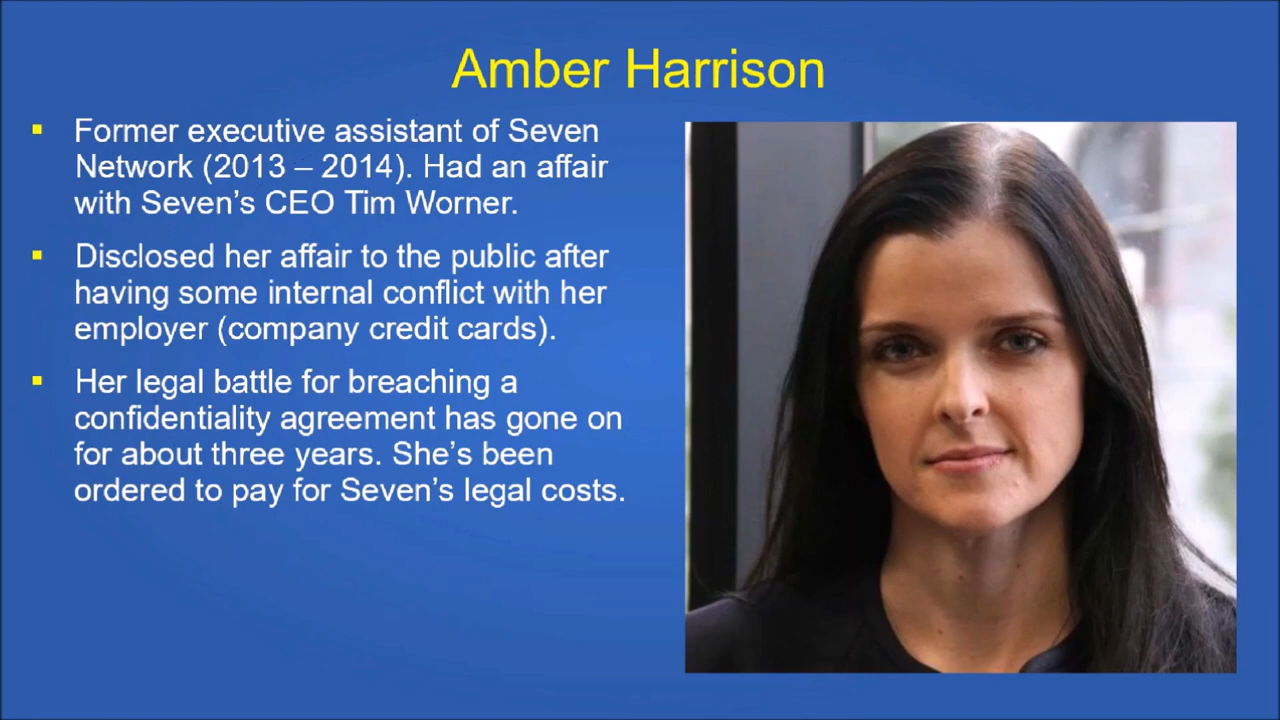 Amber Harrison
▪ Former executive assistant of Seven
Network (2013 – 2014). Had an affair
with Seven's CEO Tim Worner.
▪ Disclosed her affair to the public after
having some internal conflict with her
employer (company credit cards).
▪ Her legal battle for breaching a
confidentiality agreement has gone on
for about three years. She's been
ordered to pay for Seven's legal costs.